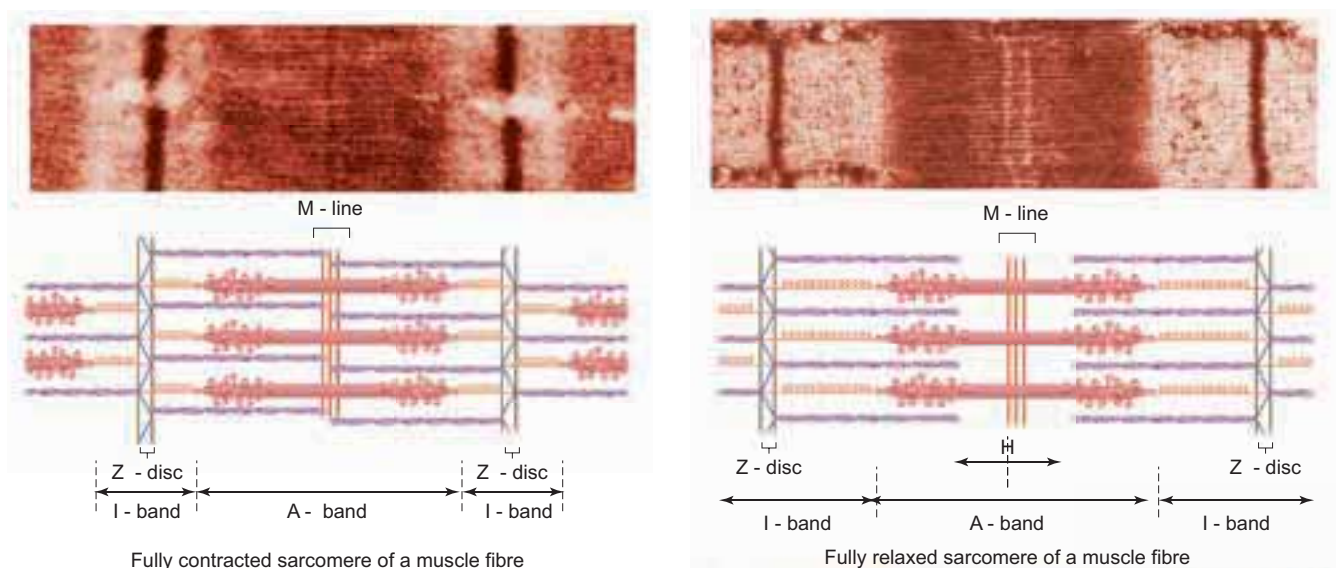 M - line
Z - disc
Z - disc
I - band
A - band
I - band
Fully contracted sarcomere of a muscle fibre
M - line
H
Z - disc
Z - disc
I - band
A - band
I - band
Fully relaxed sarcomere of a muscle fibre